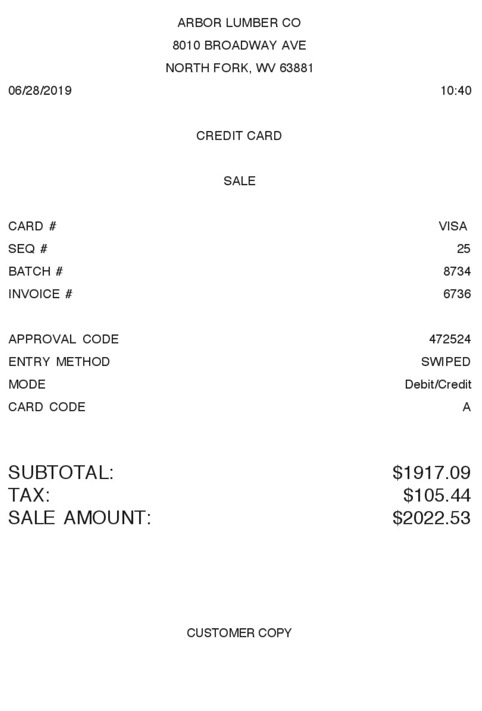 ARBOR LUMBER CO
8010 BROADWAY AVE
NORTH FORK, WV 63881
06/28/2019 10:40
CREDIT CARD
SALE
CARD # VISA
SEQ # 25
BATCH # 8734
INVOICE # 6736
APPROVAL CODE 472524
ENTRY METHOD SWIPED
MODE Debit/Credit
CARD CODE A
SUBTOTAL: $1917.09
TAX: $105.44
SALE AMOUNT: $2022.53
CUSTOMER COPY